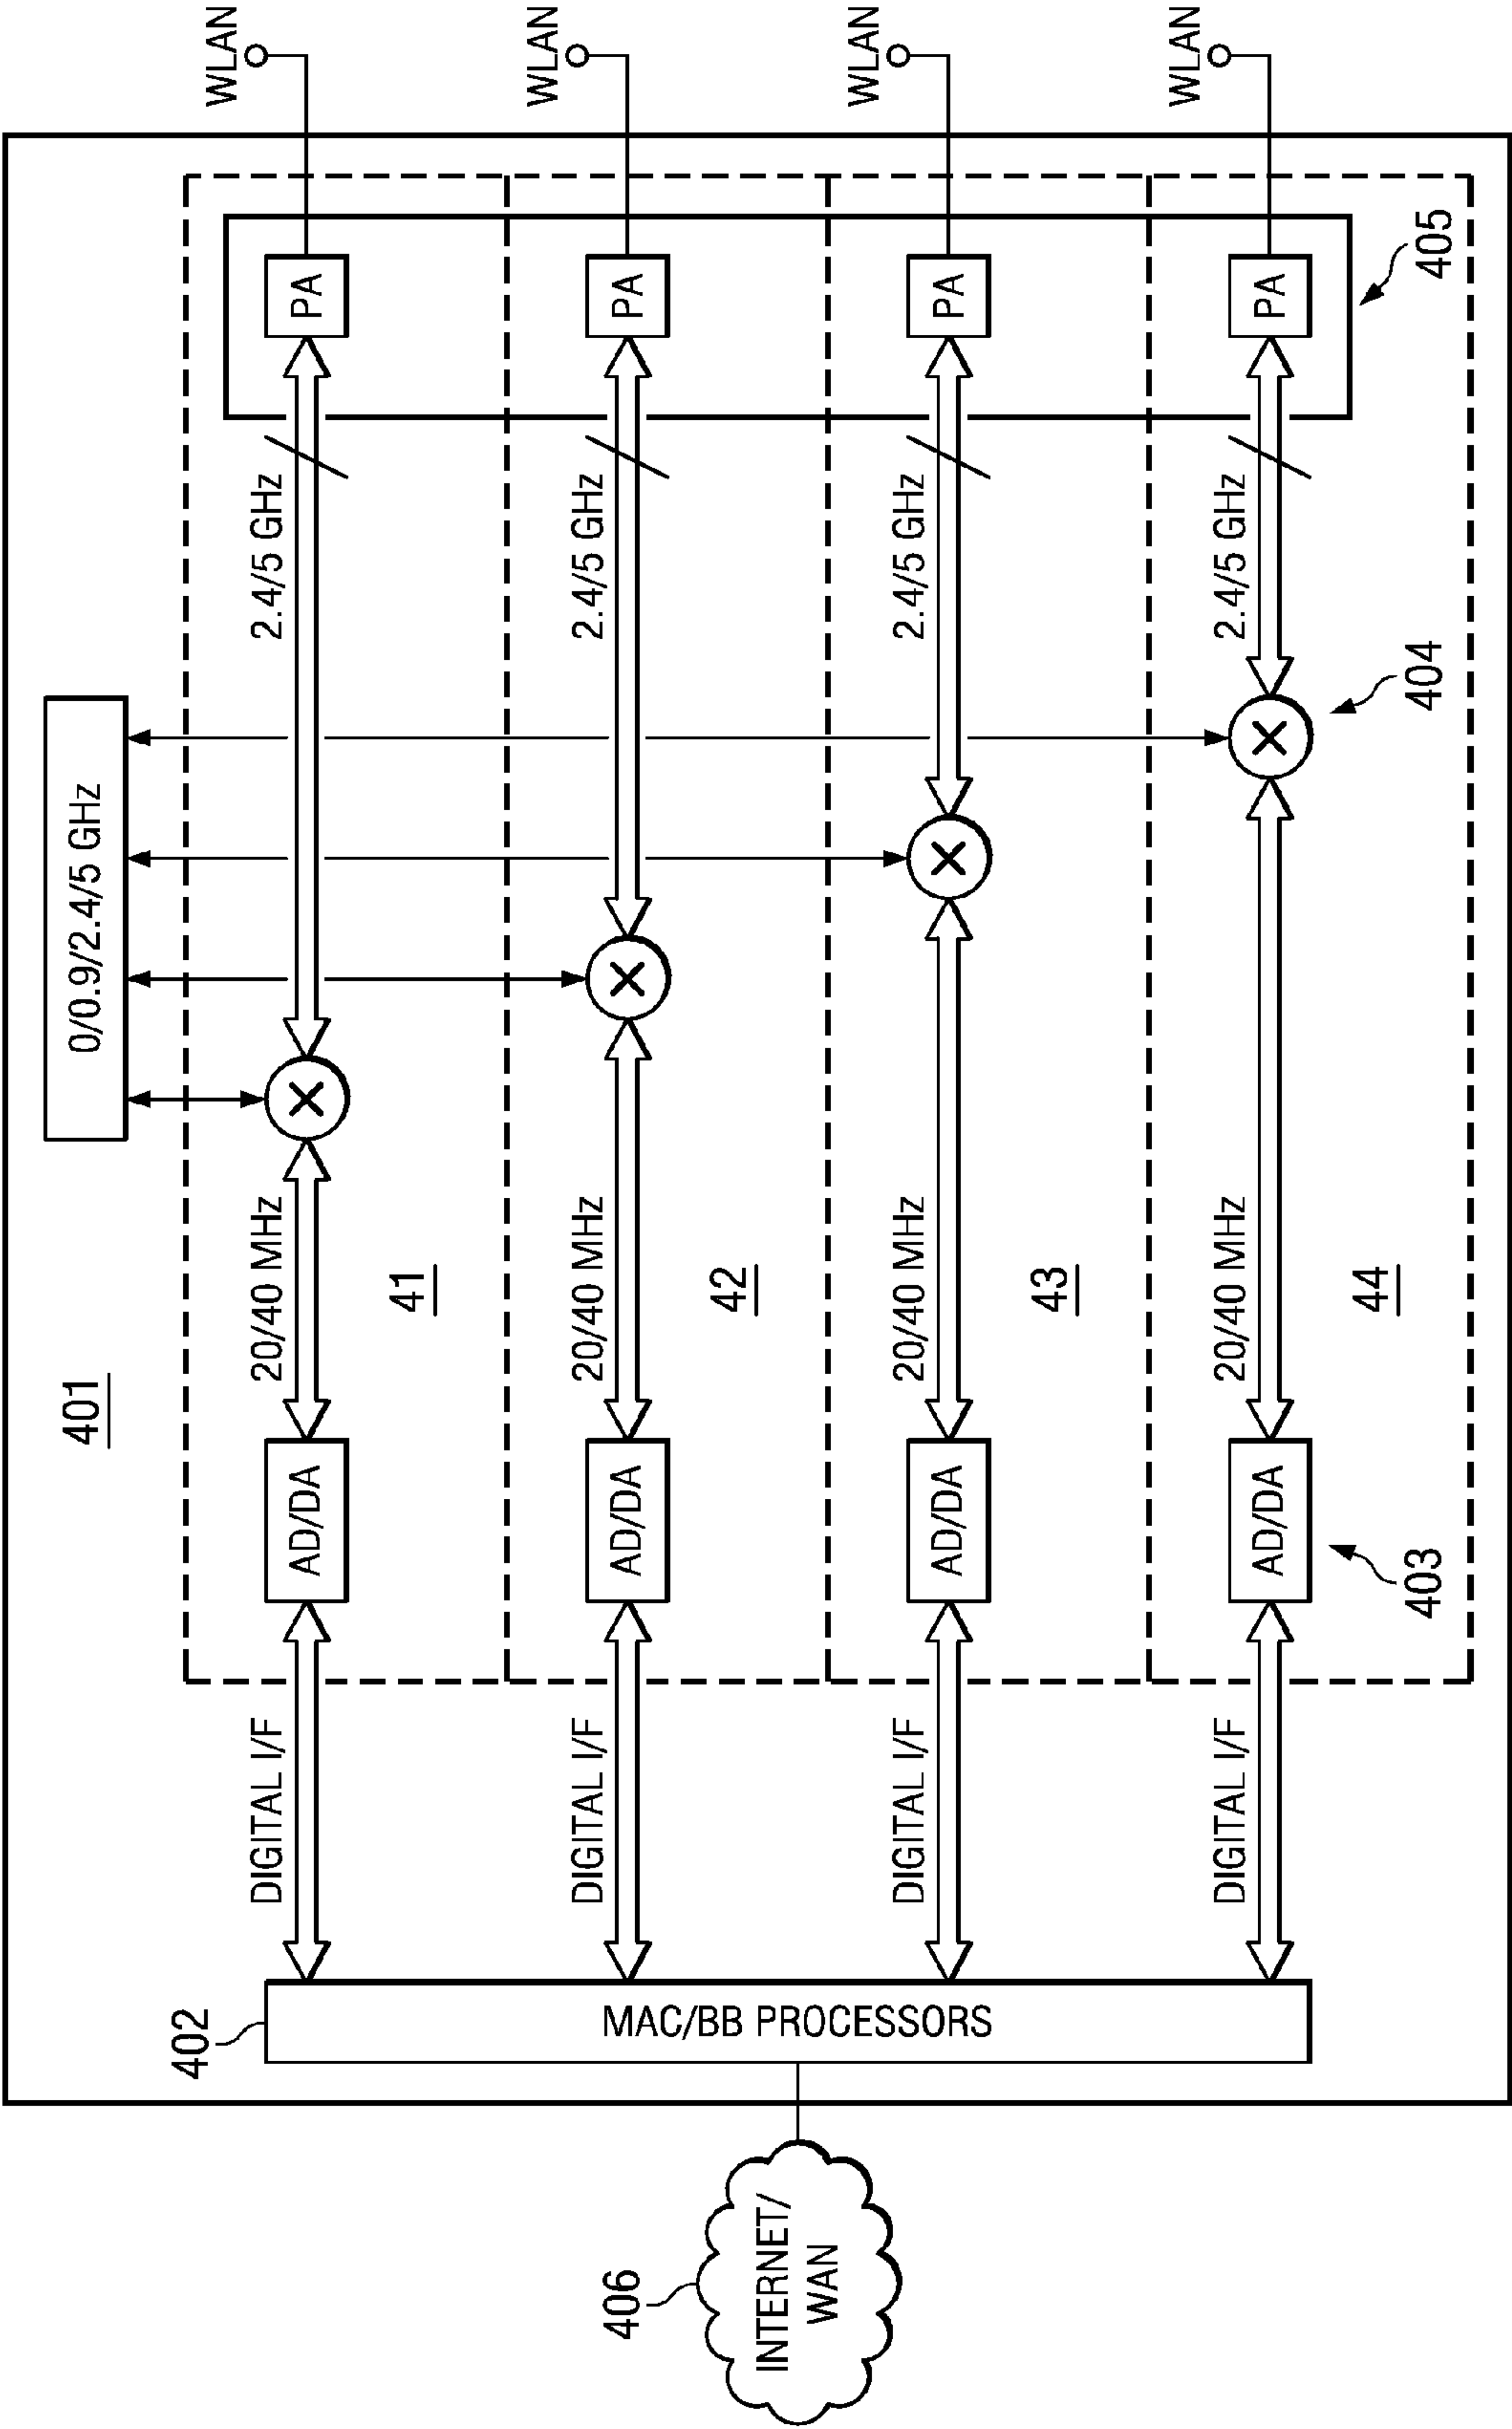 401
0/0.9/2.4/5 GHz
402
406
INTERNET/
WAN
MAC/BB PROCESSORS
DIGITAL I/F
AD/DA
20/40 MHz
2.4/5 GHz
PA
WLAN
41
DIGITAL I/F
AD/DA
20/40 MHz
2.4/5 GHz
PA
WLAN
42
DIGITAL I/F
AD/DA
20/40 MHz
2.4/5 GHz
PA
WLAN
43
DIGITAL I/F
AD/DA
20/40 MHz
2.4/5 GHz
PA
WLAN
44
403
404
405